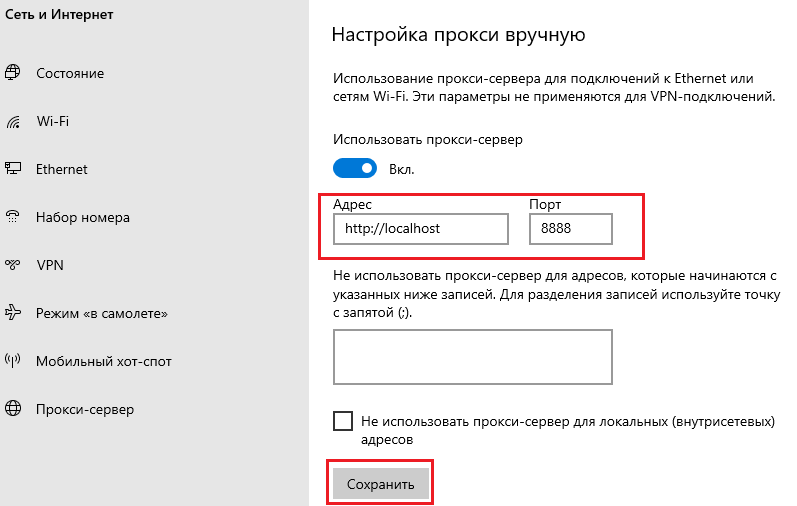 Сеть и Интернет
Состояние
Wi-Fi
Ethernet
Набор номера
VPN
Режим «в самолете»
Мобильный хот-спот
Прокси-сервер
Настройка прокси вручную
Использование прокси-сервера для подключений к Ethernet или
сетям Wi-Fi. Эти параметры не применяются для VPN-подключений.
Использовать прокси-сервер
Вкл.
Адрес Порт
http://localhost 8888
Не использовать прокси-сервер для адресов, которые начинаются с
указанных ниже записей. Для разделения записей используйте точку
с запятой (;).
Не использовать прокси-сервер для локальных (внутрисетевых)
адресов
Сохранить